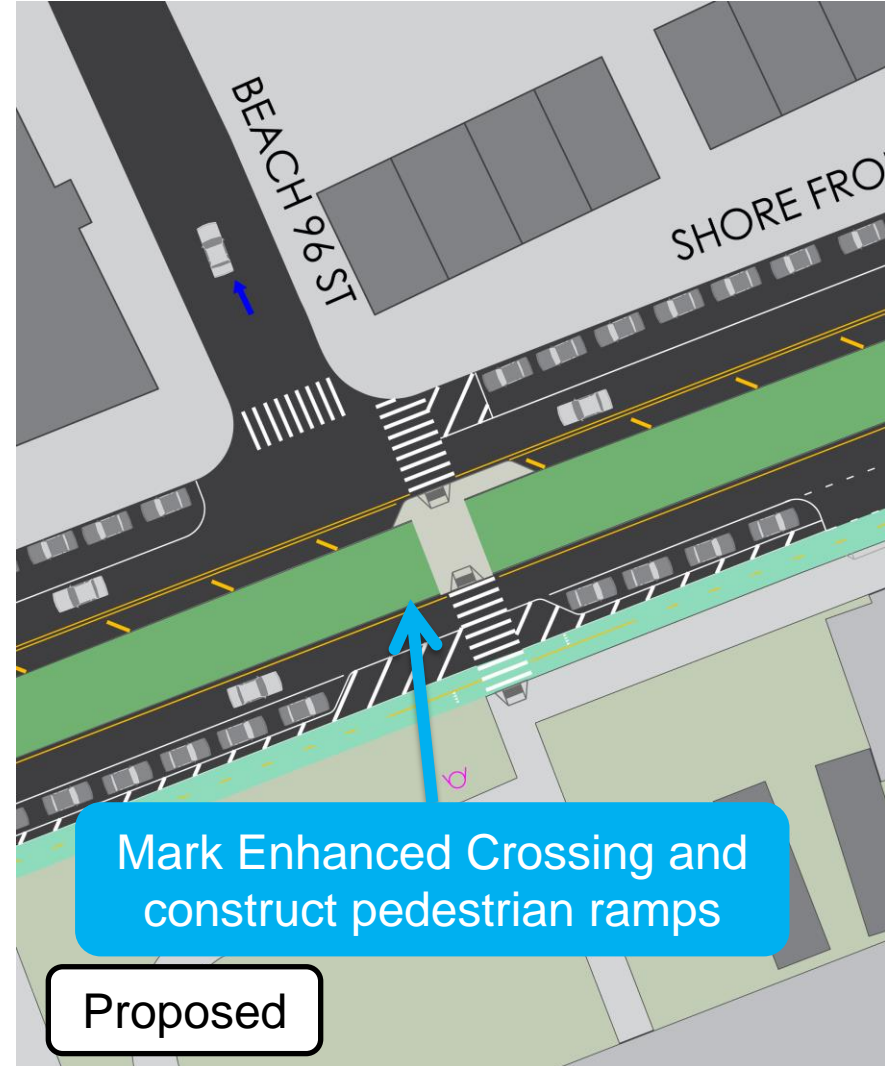 BEACH 96 ST
SHORE FRO
Mark Enhanced Crossing and
construct pedestrian ramps
Proposed